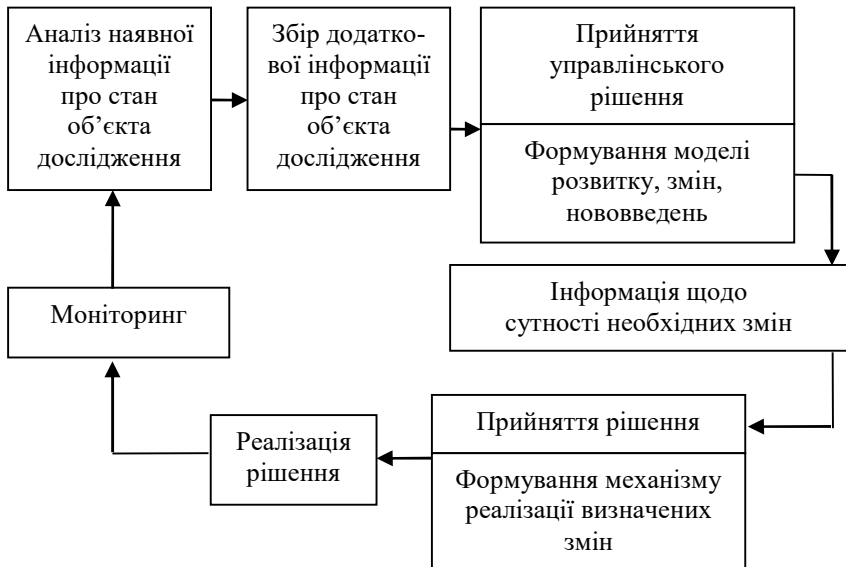 Аналіз наявної
інформації
про стан
об’єкта
дослідження
Збір додатко-
вої інформації
про стан
об’єкта
дослідження
Прийняття
управлінського
рішення
Формування моделі
розвитку, змін,
нововведень
Інформація щодо
сутності необхідних змін
Прийняття рішення
Формування механізму
реалізації визначених
змін
Реалізація
рішення
Моніторинг